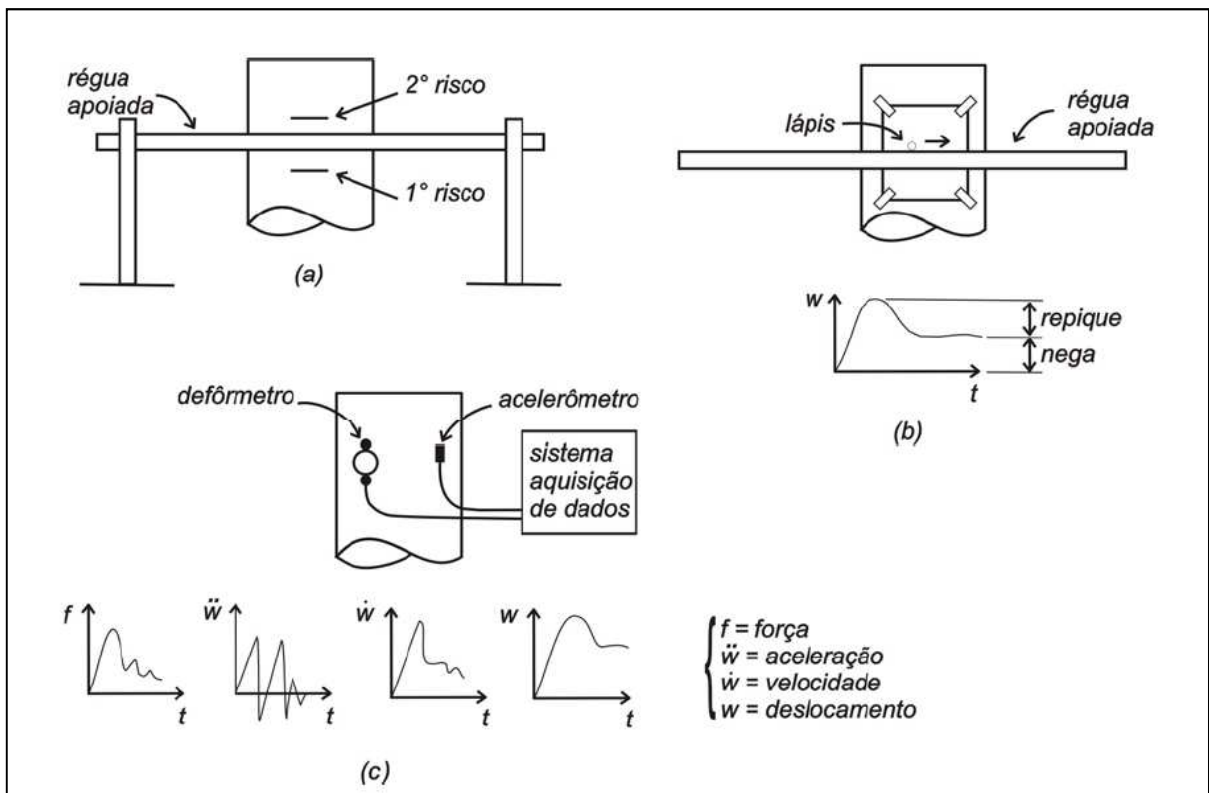 régua
apoiada
2° risco
1° risco
(a)
lápis
régua
apoiada
w
repique
nega
t
(b)
defôrmetro
acelerômetro
sistema
aquisição
de dados
f
t
ẅ
t
ẇ
t
w
t
f = força
ẅ = aceleração
ẇ = velocidade
w = deslocamento
(c)